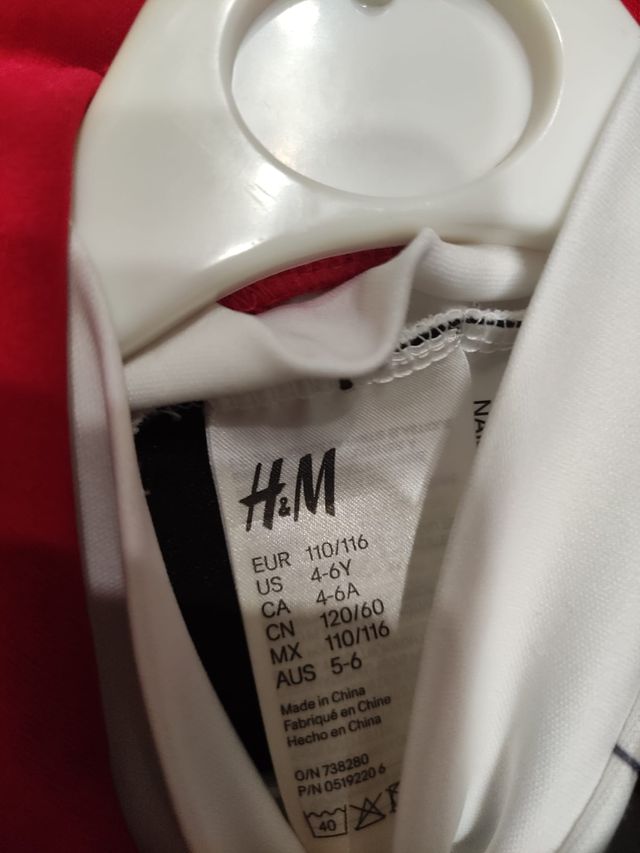 H&M
EUR 110/116
US 4-6Y
CA 4-6A
CN 120/60
MX 110/116
AUS 5-6
Made in China
Fabriqué en Chine
Hecho en China
O/N 738280
P/N 0519220 6
40